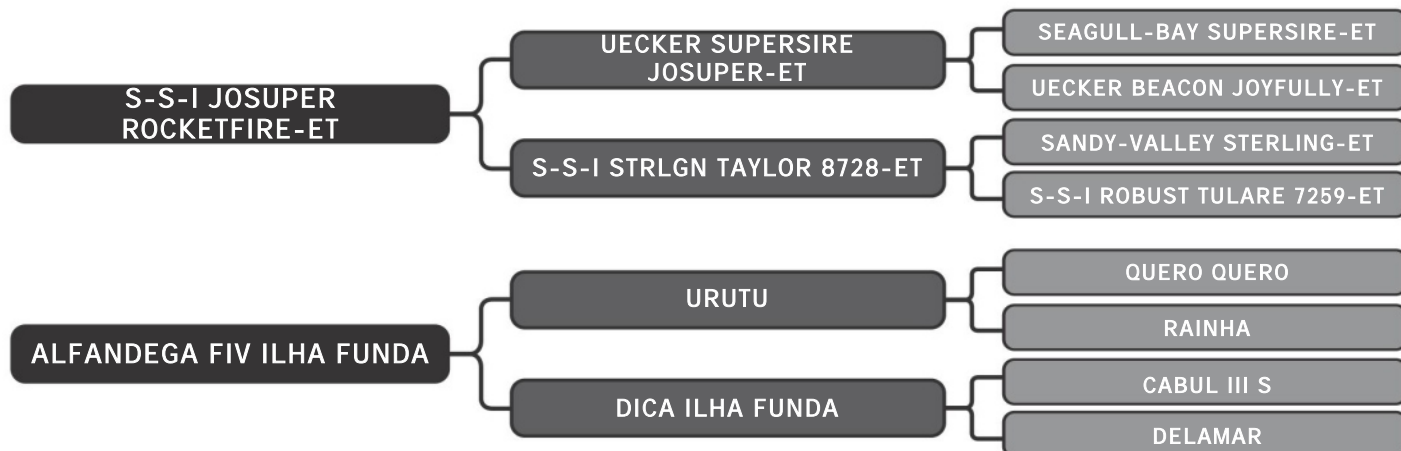 S-S-I JOSUPER
ROCKETFIRE-ET
UECKER SUPERSIRE
JOSUPER-ET
SEAGULL-BAY SUPERSIRE-ET
UECKER BEACON JOYFULLY-ET
S-S-I STRLGN TAYLOR 8728-ET
SANDY-VALLEY STERLING-ET
S-S-I ROBUST TULARE 7259-ET
ALFANDEGA FIV ILHA FUNDA
URUTU
QUERO QUERO
RAINHA
DICA ILHA FUNDA
CABUL III S
DELAMAR